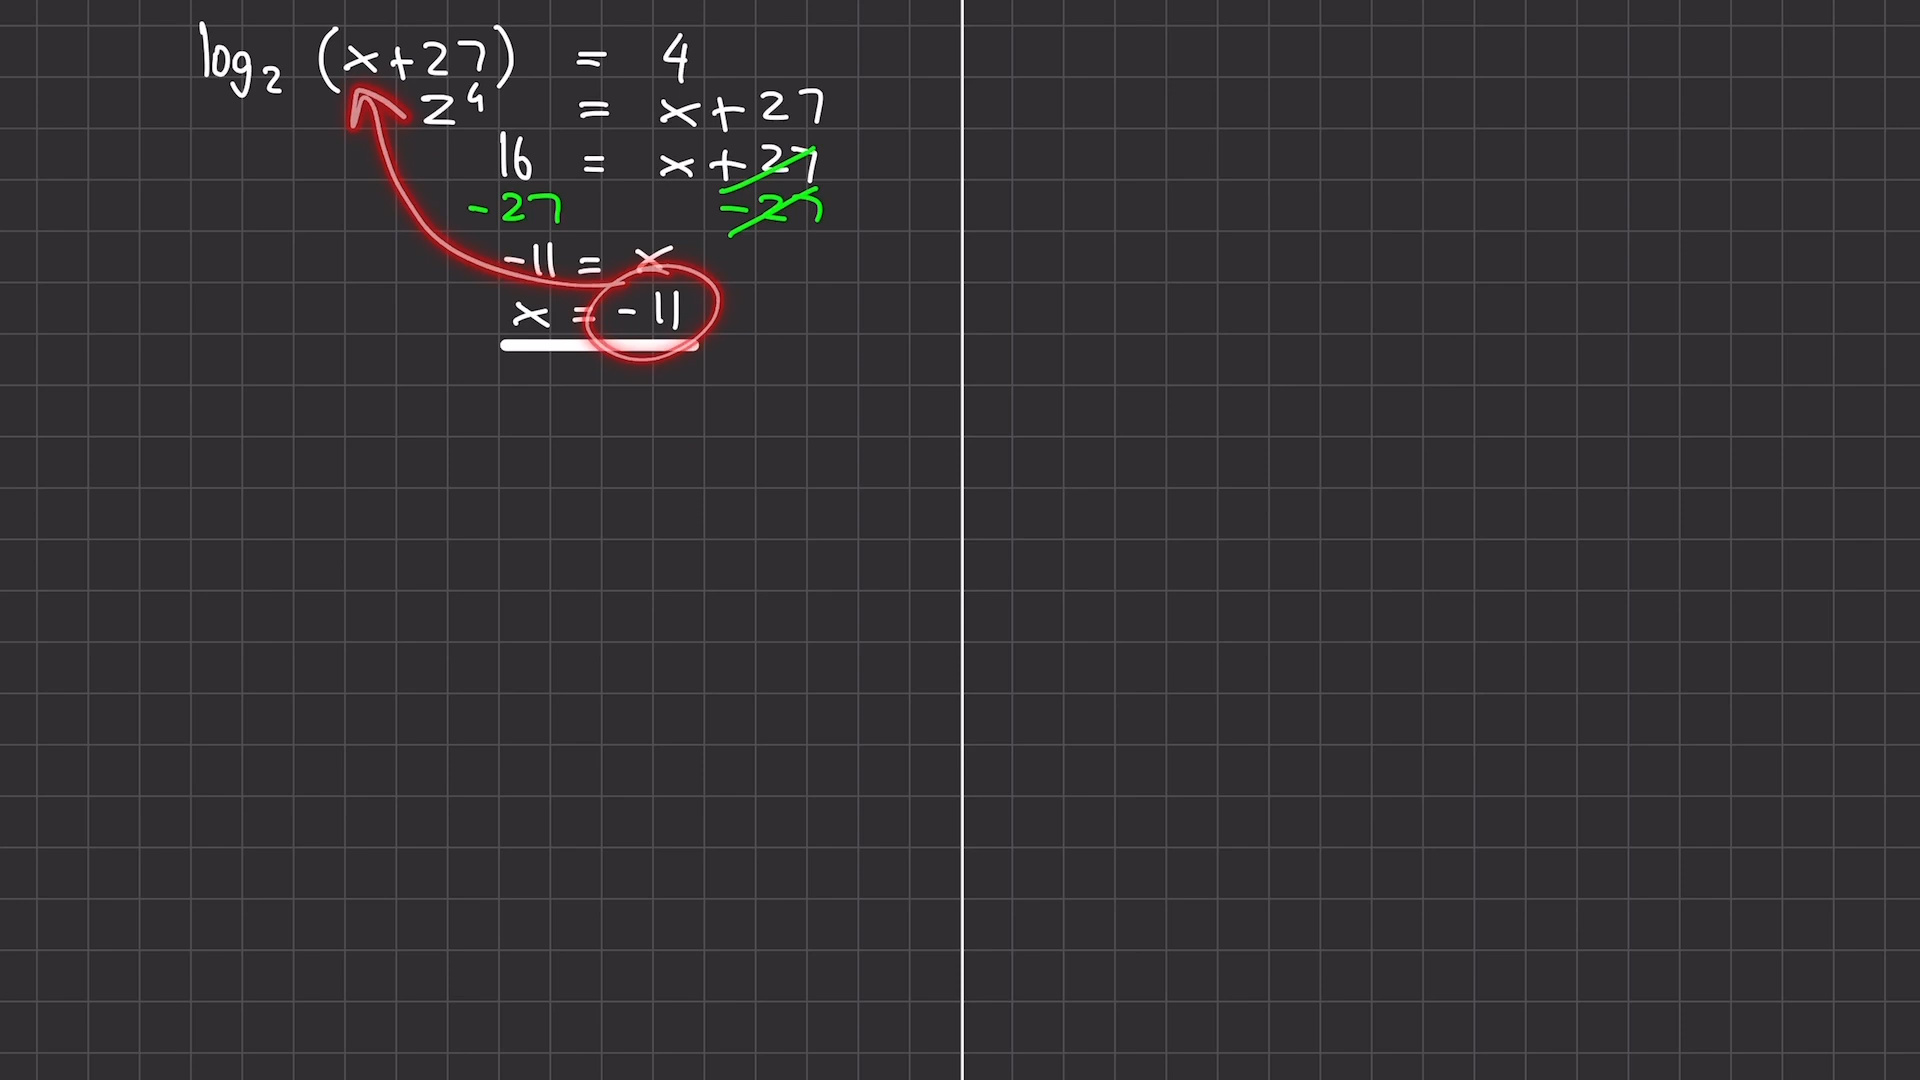 log₂ (x+27) = 4
2⁴ = x+27
16 = x+27
-27 -27
-11 = x
x = -11